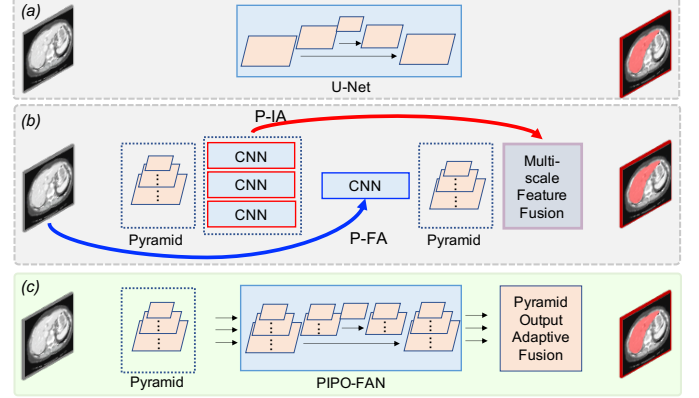 (a)
U-Net
(b)
P-IA
CNN
CNN
CNN
Pyramid
CNN
P-FA
Pyramid
Multi-
scale
Feature
Fusion
(c)
Pyramid
PIPO-FAN
Pyramid
Output
Adaptive
Fusion